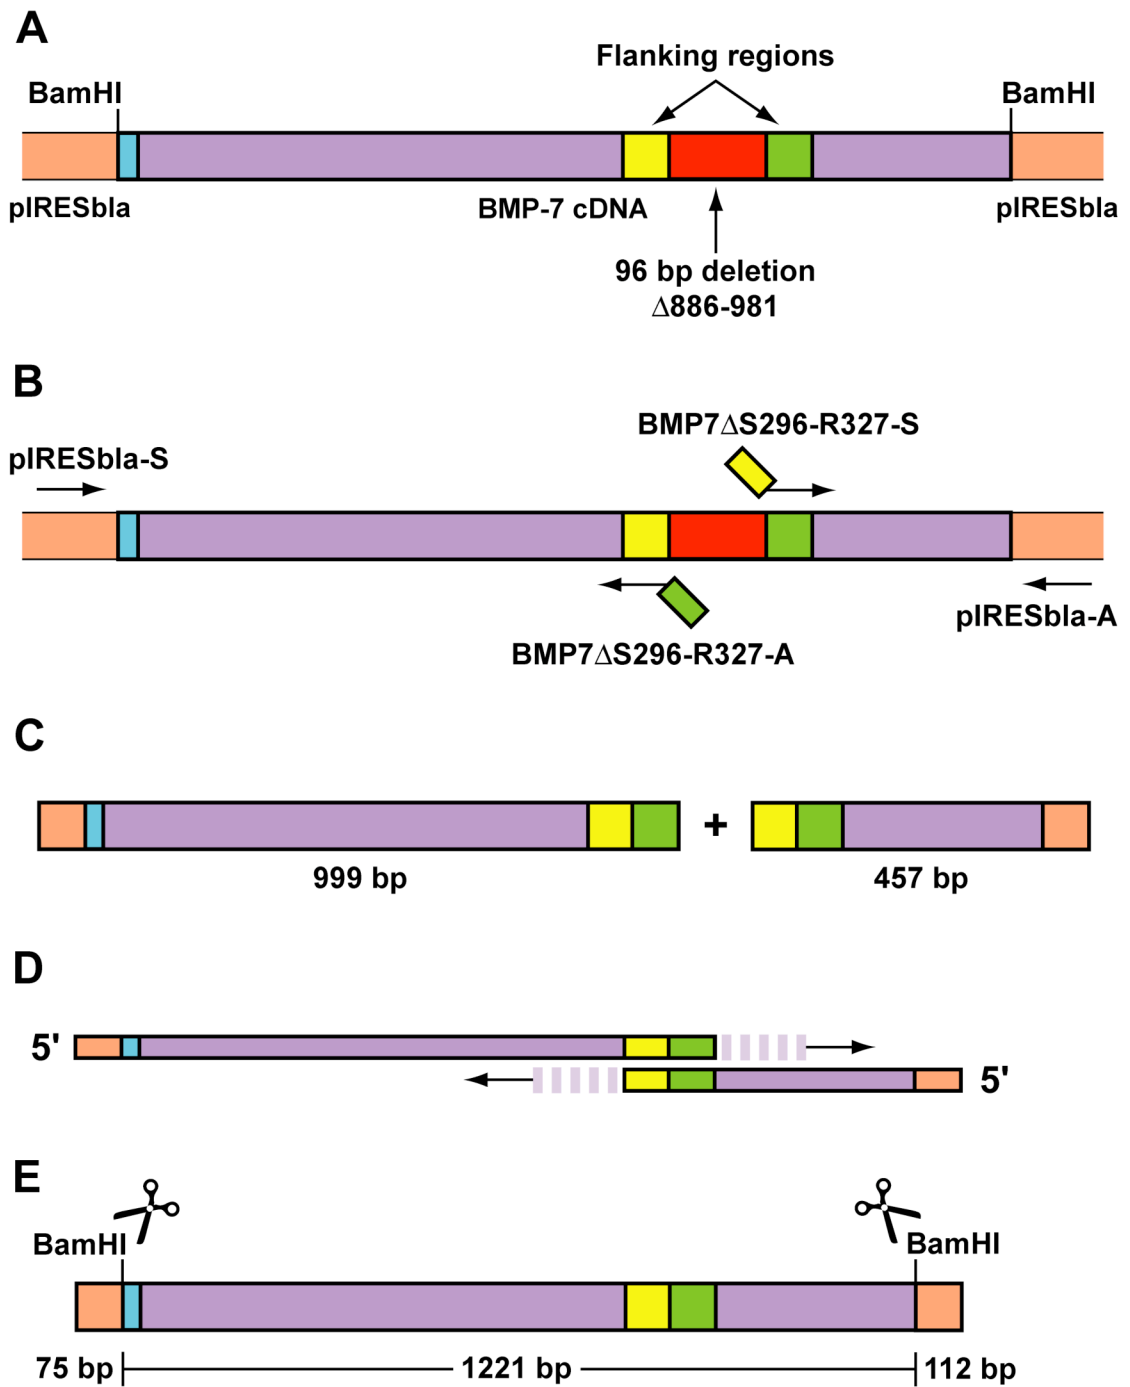 A
Flanking regions
BamHI
BamHI
pIRESbla
BMP-7 cDNA
pIRESbla
96 bp deletion
Δ886-981
B
BMP7ΔS296-R327-S
pIRESbla-S
BMP7ΔS296-R327-A
pIRESbla-A
C
+
999 bp
457 bp
D
5'
5'
E
BamHI
BamHI
75 bp
1221 bp
112 bp